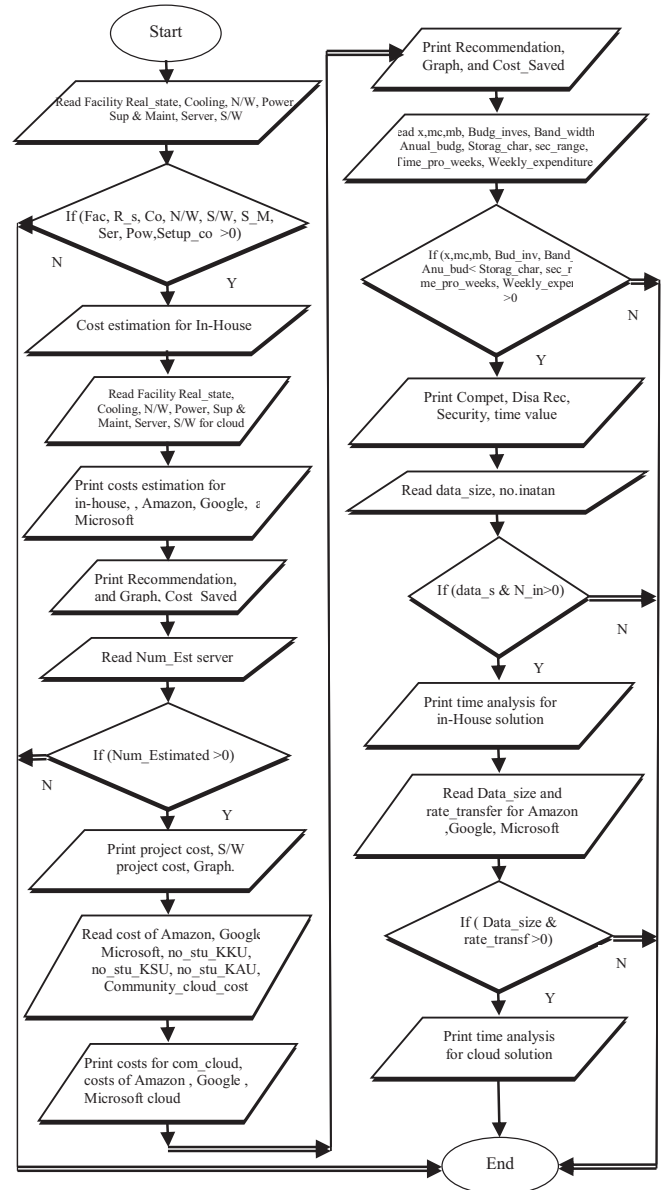 Start
Read Facility Real_state, Cooling, N/W, Power
Sup & Maint, Server, S/W
If (Fac, R_s, Co, N/W, S/W, S_M,
Ser, Pow,Setup_co >0)
N
Y
Cost estimation for In-House
Read Facility Real_state,
Cooling, N/W, Power, Sup &
Maint, Server, S/W for cloud
Print costs estimation for
in-house, , Amazon, Google, a
Microsoft
Print Recommendation,
and Graph, Cost_Saved
Read Num_Est server
If (Num_Estimated >0)
N
Y
Print project cost, S/W
project cost, Graph.
Read cost of Amazon, Google
Microsoft, no_stu_KKU,
no_stu_KSU, no_stu_KAU,
Community_cloud_cost
Print costs for com_cloud,
costs of Amazon , Google ,
Microsoft cloud
Print Recommendation,
Graph, and Cost_Saved
ead x,mc,mb, Budg_inves, Band_width
Anual_budg, Storag_char, sec_range,
Time_pro_weeks, Weekly_expenditure
If (x,mc,mb, Bud_inv, Band_
Anu_bud< Storag_char, sec_r
me_pro_weeks, Weekly_exper
>0
N
Y
Print Compet, Disa Rec,
Security, time value
Read data_size, no.inatan
If (data_s & N_in>0)
N
Y
Print time analysis for
in-House solution
Read Data_size and
rate_transfer for Amazon
,Google, Microsoft
If ( Data_size &
rate_transf >0)
N
Y
Print time analysis
for cloud solution
End